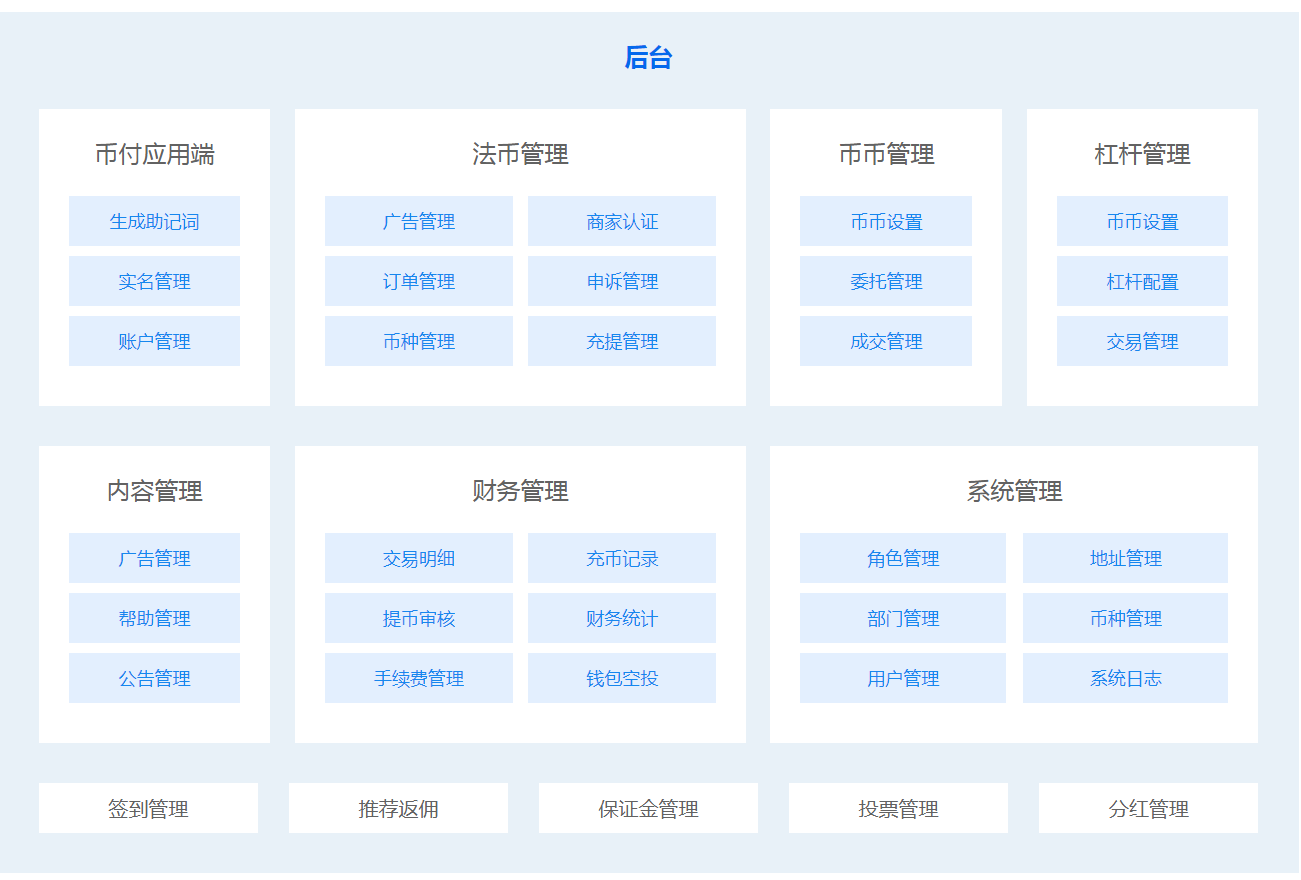 后台
币付应用端
生成助记词
实名管理
账户管理
法币管理
广告管理
商家认证
订单管理
申诉管理
币种管理
充提管理
币币管理
币币设置
委托管理
成交管理
杠杆管理
币币设置
杠杆配置
交易管理
内容管理
广告管理
帮助管理
公告管理
财务管理
交易明细
充币记录
提币审核
财务统计
手续费管理
钱包空投
系统管理
角色管理
地址管理
部门管理
币种管理
用户管理
系统日志
签到管理
推荐返佣
保证金管理
投票管理
分红管理